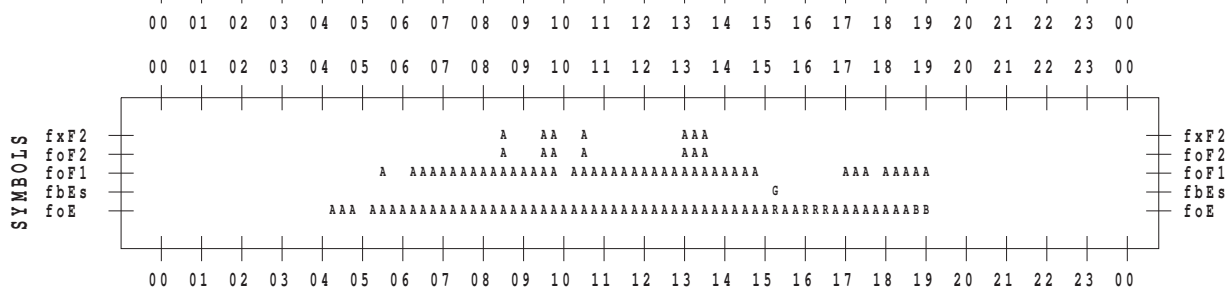 00 01 02 03 04 05 06 07 08 09 10 11 12 13 14 15 16 17 18 19 20 21 22 23 00
00 01 02 03 04 05 06 07 08 09 10 11 12 13 14 15 16 17 18 19 20 21 22 23 00
SYMBOLS
fxF2 A AA A AAA fxF2
foF2 A AA A AAA foF2
foF1 A AAAAAAAAAAAAAAA AAAAAAAAAAAAAAAAAAA AAA AAAAA foF1
fbEs G fbEs
foE AAA AAAAAAAAAAAAAAAAAAAAAAAAAAAAAAAAAAAAAAAARAARRRAAAAAAAABB foE
00 01 02 03 04 05 06 07 08 09 10 11 12 13 14 15 16 17 18 19 20 21 22 23 00